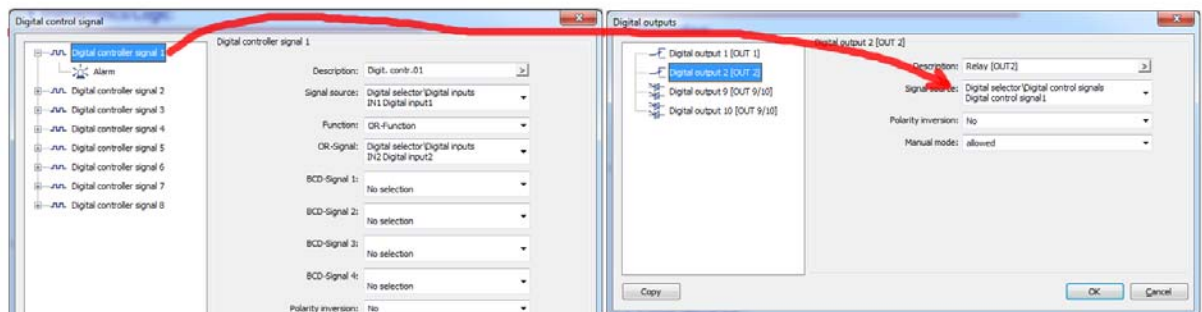 Digital control signal
Digital controller signal 1
Alarm
Digital controller signal 2
Digital controller signal 3
Digital controller signal 4
Digital controller signal 5
Digital controller signal 6
Digital controller signal 7
Digital controller signal 8
Digital controller signal 1
Description: Digit. contr.01 >
Signal source: Digital selector\Digital inputs
IN1 Digital input1
Function: OR-Function
OR-Signal: Digital selector\Digital inputs
IN2 Digital input2
BCD-Signal 1:
No selection
BCD-Signal 2:
No selection
BCD-Signal 3:
No selection
BCD-Signal 4:
No selection
Polarity inversion: No
Digital outputs
Digital output 1 [OUT 1]
Digital output 2 [OUT 2]
Digital output 9 [OUT 9/10]
Digital output 10 [OUT 9/10]
Digital output 2 [OUT 2]
Description: Relay [OUT2] >
Signal source: Digital selector\Digital control signals
Digital control signal1
Polarity inversion: No
Manual mode: allowed
Copy
OK
Cancel